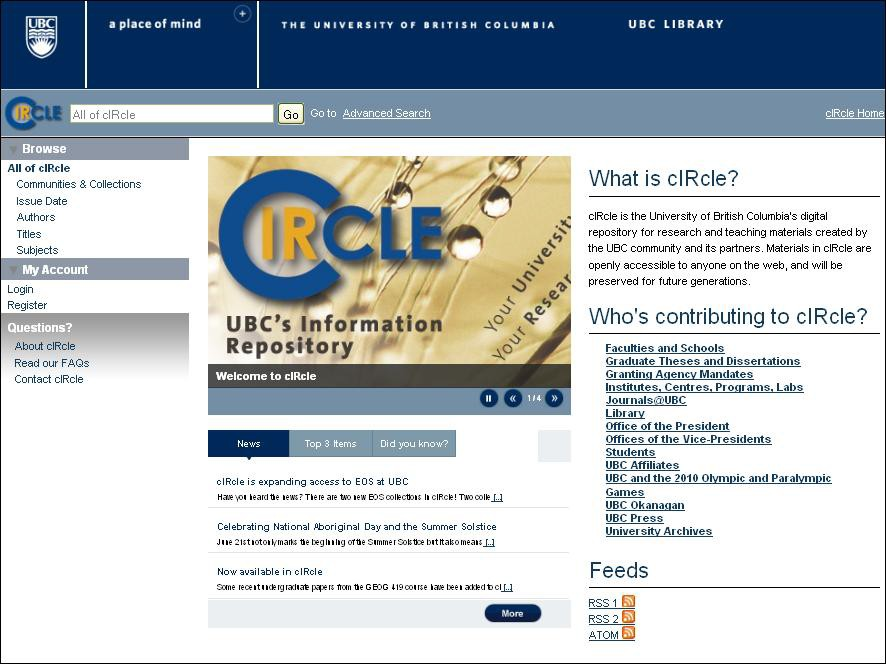 UBC
a place of mind
THE UNIVERSITY OF BRITISH COLUMBIA
UBC LIBRARY
CIRCLE
All of cIRcle
Go
Go to Advanced Search
cIRcle Home
Browse
All of cIRcle
Communities & Collections
Issue Date
Authors
Titles
Subjects
My Account
Login
Register
Questions?
About cIRcle
Read our FAQs
Contact cIRcle
CIRCLE
UBC's Information
Repository
Your University
Your Resear
Welcome to cIRcle
1/4
News
Top 3 Items
Did you know?
cIRcle is expanding access to EOS at UBC
Have you heard the news? There are two new EOS collections in cIRcle! Two colle [..]
Celebrating National Aboriginal Day and the Summer Solstice
June 21 not only marks the beginning of the Summer Solstice but it also means [..]
Now available in cIRcle
Some recent undergraduate papers from the GEOG 419 course have been added to cI [..]
More
What is cIRcle?
cIRcle is the University of British Columbia's digital
repository for research and teaching materials created by
the UBC community and its partners. Materials in cIRcle are
openly accessible to anyone on the web, and will be
preserved for future generations.
Who's contributing to cIRcle?
Faculties and Schools
Graduate Theses and Dissertations
Granting Agency Mandates
Institutes, Centres, Programs, Labs
Journals@UBC
Library
Office of the President
Offices of the Vice-Presidents
Students
UBC Affiliates
UBC and the 2010 Olympic and Paralympic
Games
UBC Okanagan
UBC Press
University Archives
Feeds
RSS 1
RSS 2
ATOM